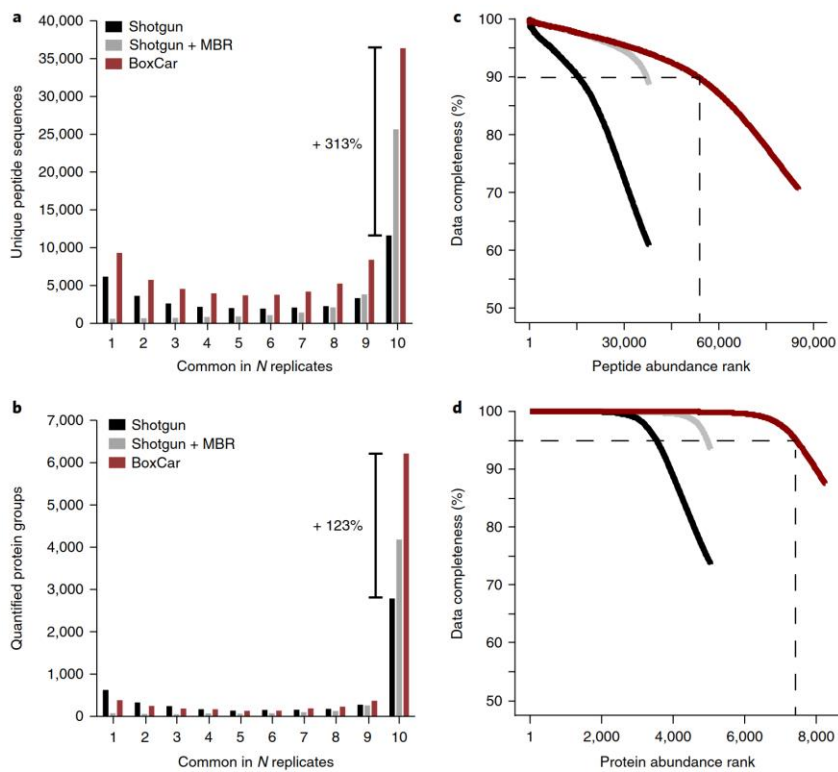 a
Shotgun
Shotgun + MBR
BoxCar
40,000
35,000
30,000
25,000
20,000
15,000
10,000
5,000
0
Unique peptide sequences
+ 313%
1 2 3 4 5 6 7 8 9 10
Common in N replicates
c
100
90
80
70
60
50
Data completeness (%)
1 30,000 60,000 90,000
Peptide abundance rank
b
Shotgun
Shotgun + MBR
BoxCar
7,000
6,000
5,000
4,000
3,000
2,000
1,000
0
Quantified protein groups
+ 123%
1 2 3 4 5 6 7 8 9 10
Common in N replicates
d
100
95
90
80
70
60
50
Data completeness (%)
1 2,000 4,000 6,000 8,000
Protein abundance rank